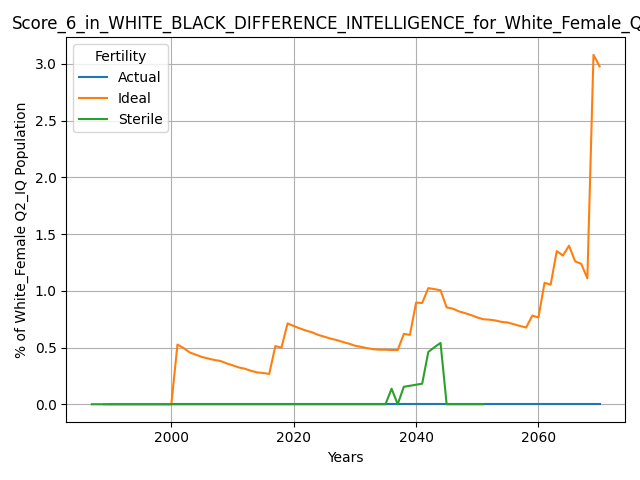 Score_6_in_WHITE_BLACK_DIFFERENCE_INTELLIGENCE_for_White_Female_Q
Fertility
Actual
Ideal
Sterile
% of White_Female Q2_IQ Population
3.0
2.5
2.0
1.5
1.0
0.5
0.0
2000 2020 2040 2060
Years